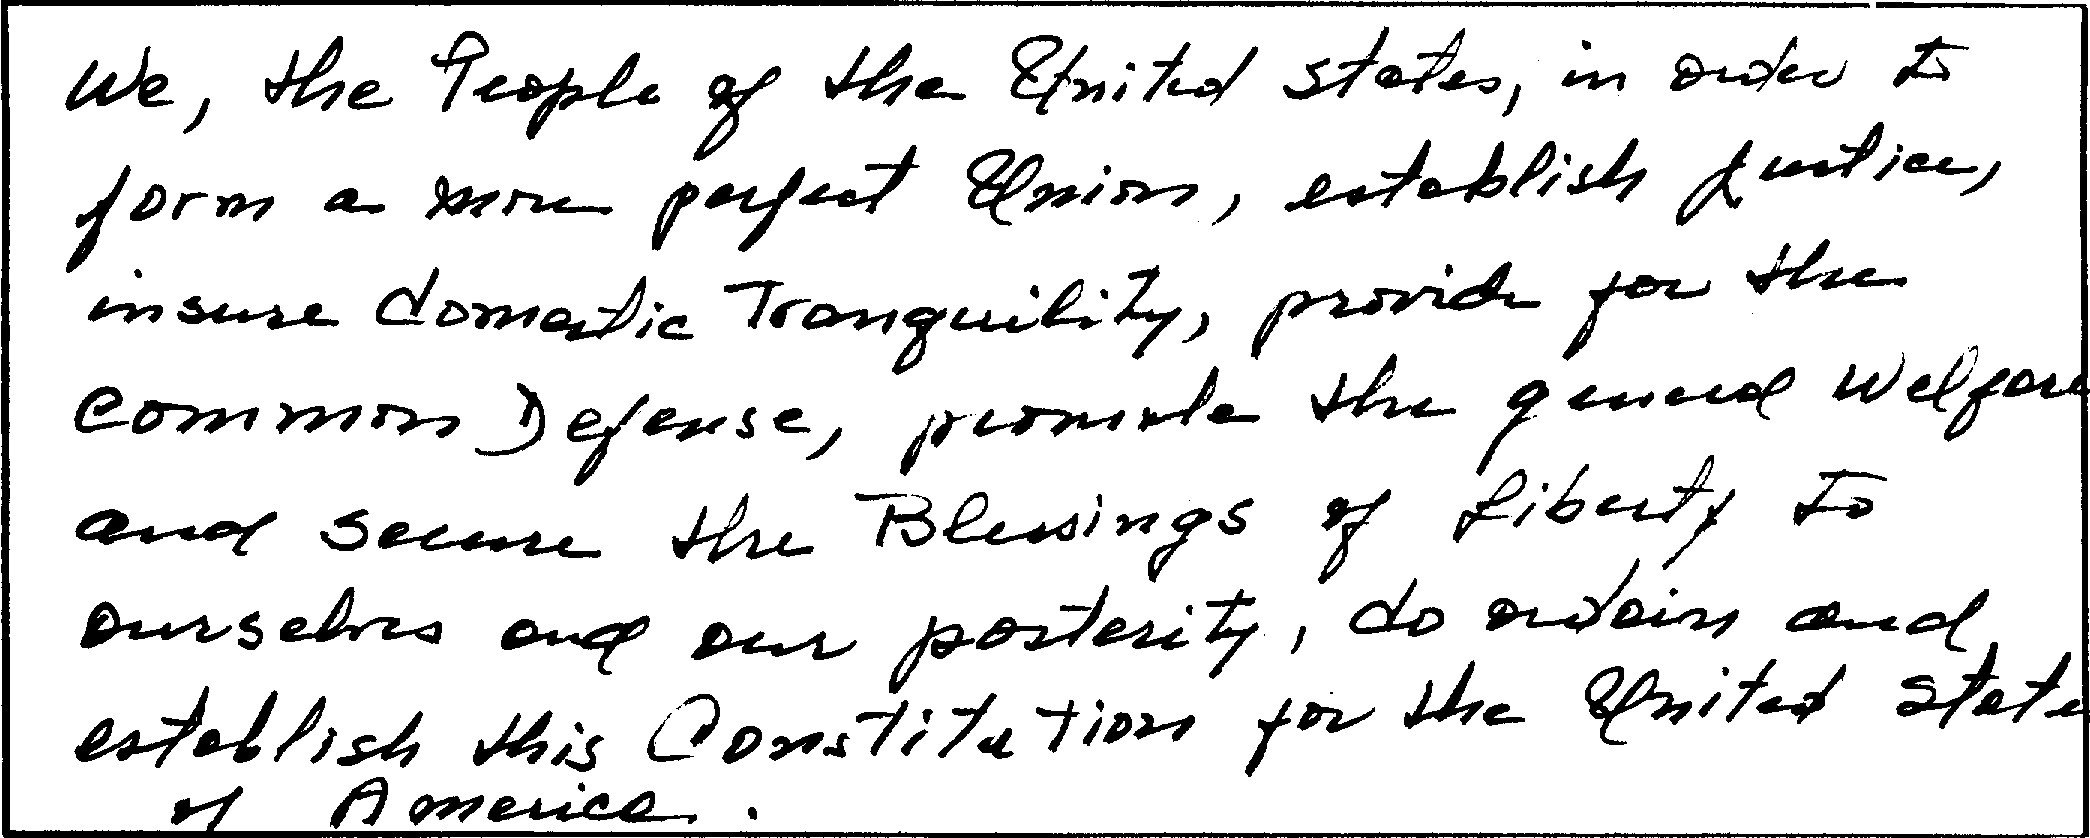 We, the People of the United States, in order to
form a more perfect Union, establish Justice,
insure domestic Tranquility, provide for the
common Defense, promote the general Welfare
and secure the Blessings of Liberty to
ourselves and our posterity, do ordain and
establish this Constitution for the United State
of America.